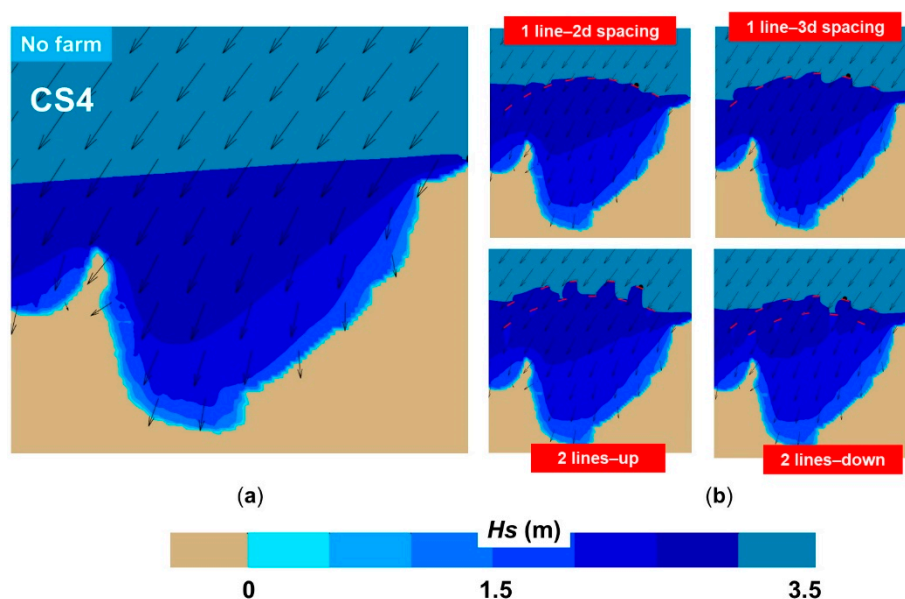 No farm
CS4
1 line–2d spacing
1 line–3d spacing
2 lines–up
2 lines–down
(a)
(b)
Hs (m)
0
1.5
3.5